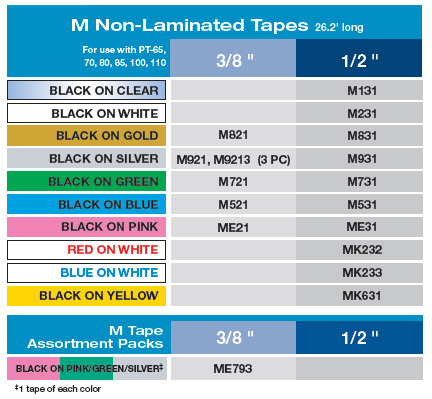 M Non-Laminated Tapes 26.2' long
For use with PT-65,
70, 80, 85, 100, 110
3/8 " 1/2 "
BLACK ON CLEAR M131
BLACK ON WHITE M231
BLACK ON GOLD M821 M831
BLACK ON SILVER M921, M9213 (3 PC) M931
BLACK ON GREEN M721 M731
BLACK ON BLUE M521 M531
BLACK ON PINK ME21 ME31
RED ON WHITE MK232
BLUE ON WHITE MK233
BLACK ON YELLOW MK631
M Tape
Assortment Packs
3/8 " 1/2 "
BLACK ON PINK/GREEN/SILVER‡ ME793
‡1 tape of each color